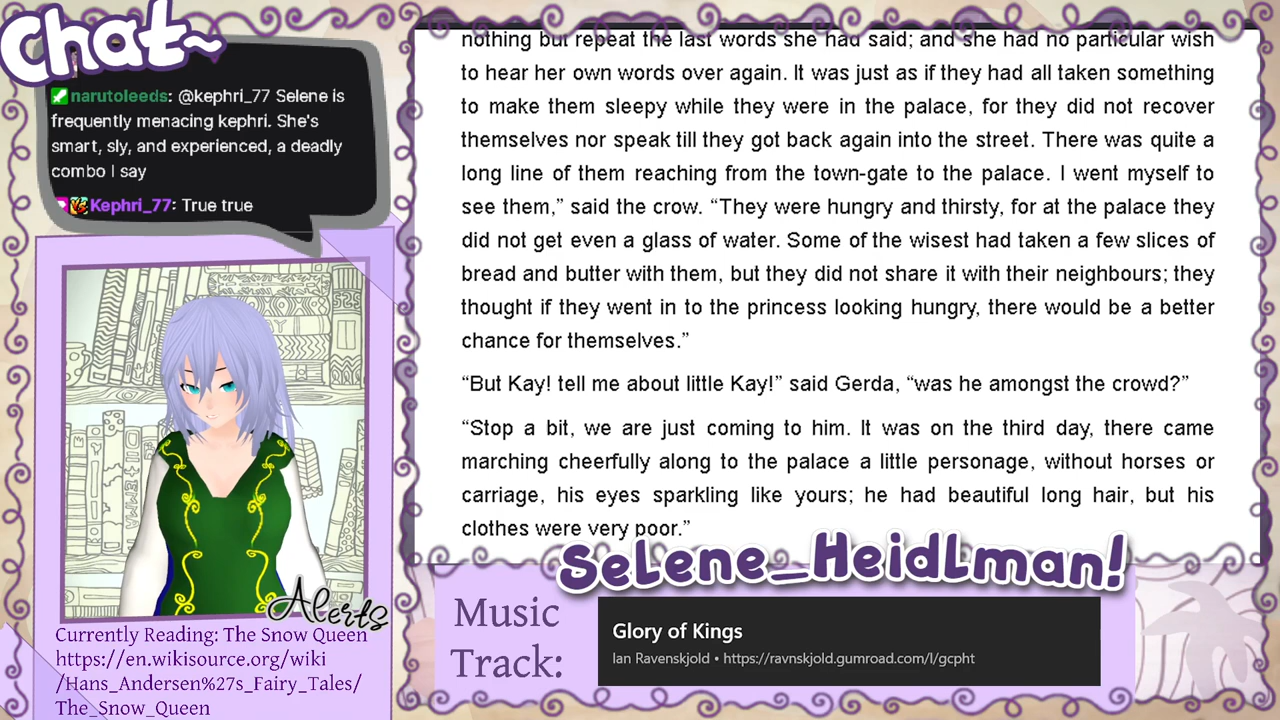 Chat~
narutoleeds: @kephri_77 Selene is
frequently menacing kephri. She's
smart, sly, and experienced, a deadly
combo I say
Kephri_77: True true
nothing but repeat the last words she had said; and she had no particular wish
to hear her own words over again. It was just as if they had all taken something
to make them sleepy while they were in the palace, for they did not recover
themselves nor speak till they got back again into the street. There was quite a
long line of them reaching from the town-gate to the palace. I went myself to
see them,” said the crow. “They were hungry and thirsty, for at the palace they
did not get even a glass of water. Some of the wisest had taken a few slices of
bread and butter with them, but they did not share it with their neighbours; they
thought if they went in to the princess looking hungry, there would be a better
chance for themselves.”
“But Kay! tell me about little Kay!” said Gerda, “was he amongst the crowd?”
“Stop a bit, we are just coming to him. It was on the third day, there came
marching cheerfully along to the palace a little personage, without horses or
carriage, his eyes sparkling like yours; he had beautiful long hair, but his
clothes were very poor.”
Selene_Heidlman!
Alerts
Currently Reading: The Snow Queen
https://en.wikisource.org/wiki
/Hans_Andersen%27s_Fairy_Tales/
The_Snow_Queen
Music
Track:
Glory of Kings
Ian Ravenskjold • https://ravnskjold.gumroad.com/l/gcpht